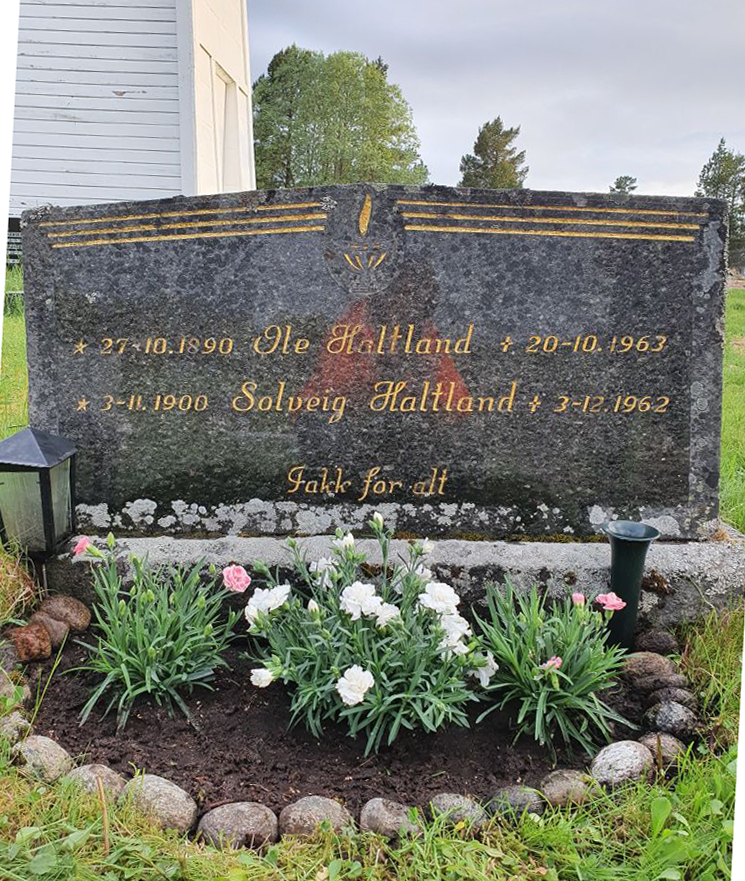 * 27-10.1890 Ole Haltland † 20-10.1963
* 3-11.1900 Solveig Haltland † 3-12.1962
Takk for alt